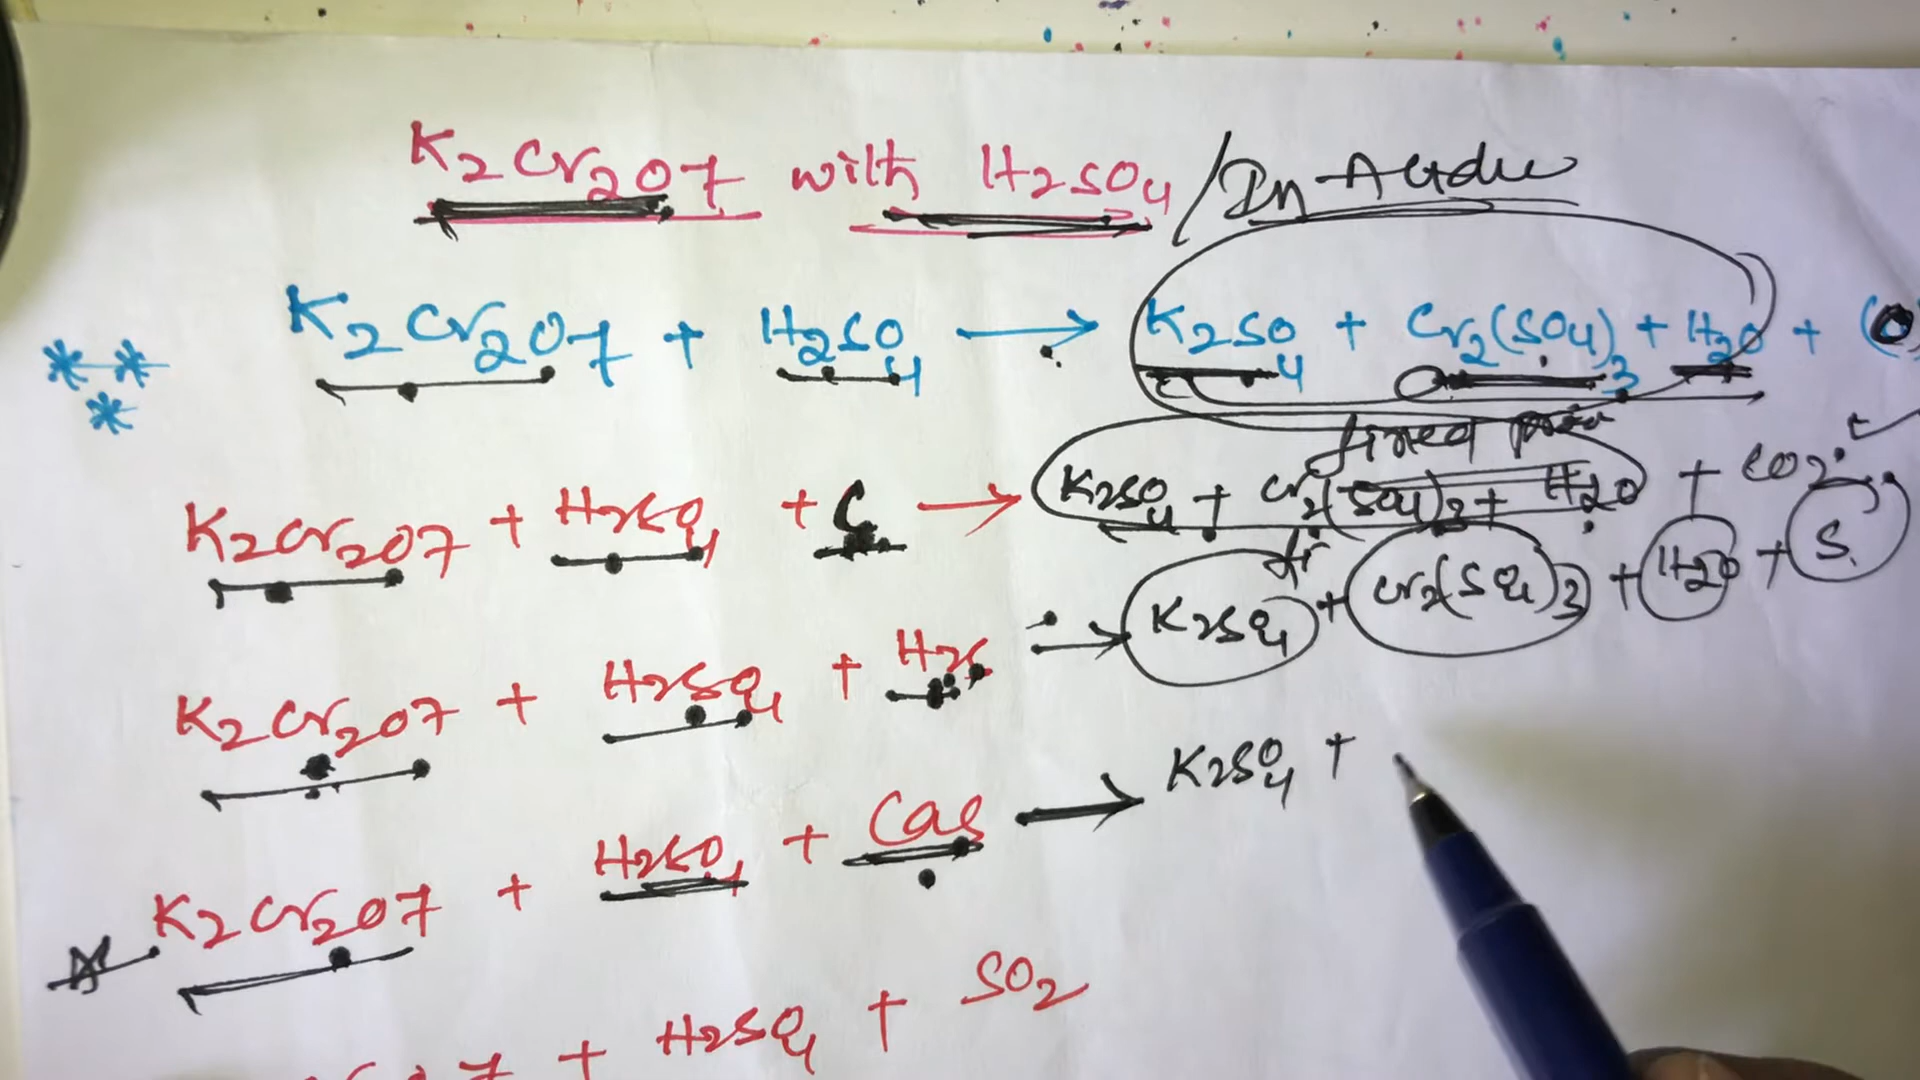 K2Cr2O7 with H2SO4 / In Acidic
K2Cr2O7 + H2SO4 → K2SO4 + Cr2(SO4)3 + H2O + (O)
fixed
K2Cr2O7 + H2SO4 + C → K2SO4 + Cr2(SO4)3 + H2O + CO2
K2Cr2O7 + H2SO4 + H2S → K2SO4 + Cr2(SO4)3 + H2O + S
K2Cr2O7 + H2SO4 + Cas → K2SO4 +
+ H2SO4 + SO2